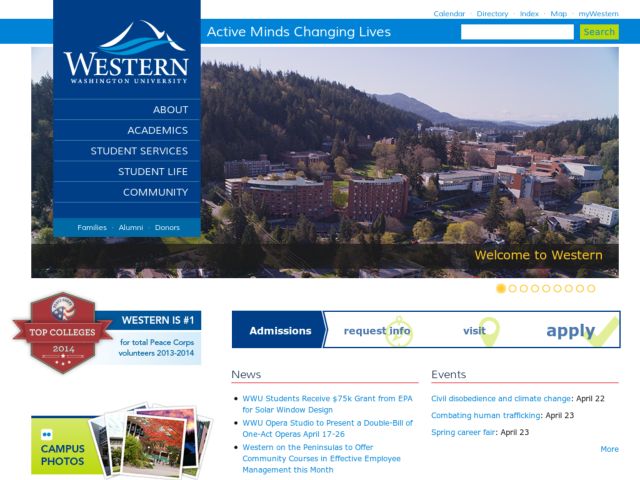 Calendar · Directory · Index · Map · myWestern
Active Minds Changing Lives
Search
WESTERN
WASHINGTON UNIVERSITY
ABOUT
ACADEMICS
STUDENT SERVICES
STUDENT LIFE
COMMUNITY
Families · Alumni · Donors
Welcome to Western
TOP COLLEGES
2014
WESTERN IS #1
for total Peace Corps
volunteers 2013-2014
Admissions
request info
visit
apply
News
WWU Students Receive $75k Grant from EPA
for Solar Window Design
WWU Opera Studio to Present a Double-Bill of
One-Act Operas April 17-26
Western on the Peninsulas to Offer
Community Courses in Effective Employee
Management this Month
Events
Civil disobedience and climate change: April 22
Combating human trafficking: April 23
Spring career fair: April 23
More
CAMPUS
PHOTOS